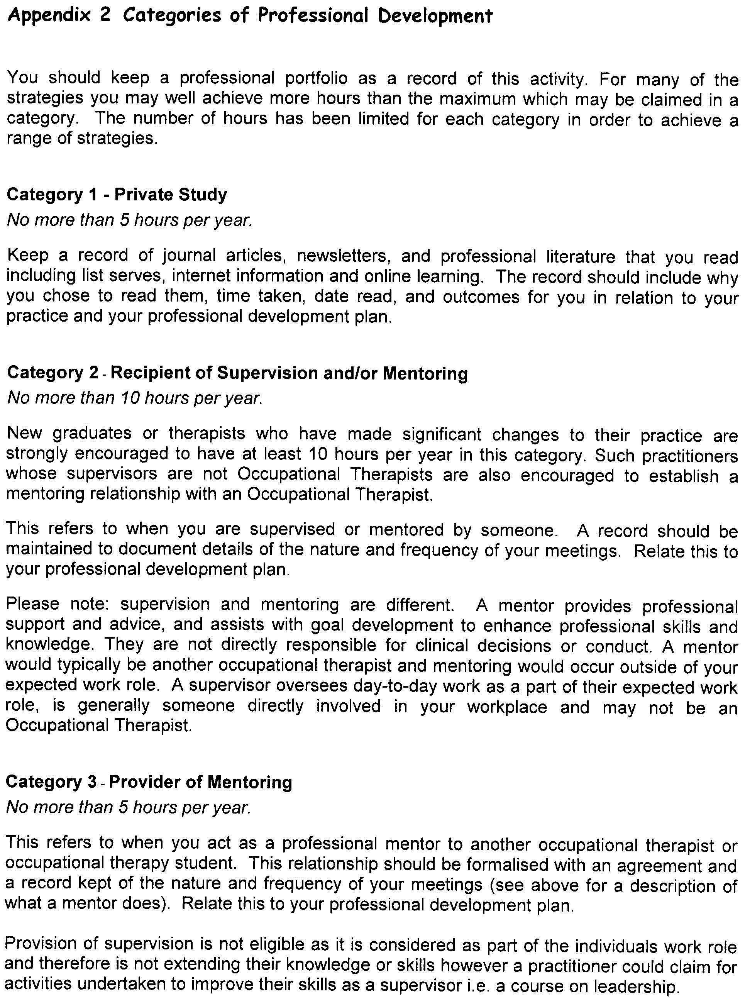 Appendix 2 Categories of Professional Development
You should keep a professional portfolio as a record of this activity. For many of the
strategies you may well achieve more hours than the maximum which may be claimed in a
category. The number of hours has been limited for each category in order to achieve a
range of strategies.
Category 1 - Private Study
No more than 5 hours per year.
Keep a record of journal articles, newsletters, and professional literature that you read
including list serves, internet information and online learning. The record should include why
you chose to read them, time taken, date read, and outcomes for you in relation to your
practice and your professional development plan.
Category 2 - Recipient of Supervision and/or Mentoring
No more than 10 hours per year.
New graduates or therapists who have made significant changes to their practice are
strongly encouraged to have at least 10 hours per year in this category. Such practitioners
whose supervisors are not Occupational Therapists are also encouraged to establish a
mentoring relationship with an Occupational Therapist.
This refers to when you are supervised or mentored by someone. A record should be
maintained to document details of the nature and frequency of your meetings. Relate this to
your professional development plan.
Please note: supervision and mentoring are different. A mentor provides professional
support and advice, and assists with goal development to enhance professional skills and
knowledge. They are not directly responsible for clinical decisions or conduct. A mentor
would typically be another occupational therapist and mentoring would occur outside of your
expected work role. A supervisor oversees day-to-day work as a part of their expected work
role, is generally someone directly involved in your workplace and may not be an
Occupational Therapist.
Category 3 - Provider of Mentoring
No more than 5 hours per year.
This refers to when you act as a professional mentor to another occupational therapist or
occupational therapy student. This relationship should be formalised with an agreement and
a record kept of the nature and frequency of your meetings (see above for a description of
what a mentor does). Relate this to your professional development plan.
Provision of supervision is not eligible as it is considered as part of the individuals work role
and therefore is not extending their knowledge or skills however a practitioner could claim for
activities undertaken to improve their skills as a supervisor i.e. a course on leadership.